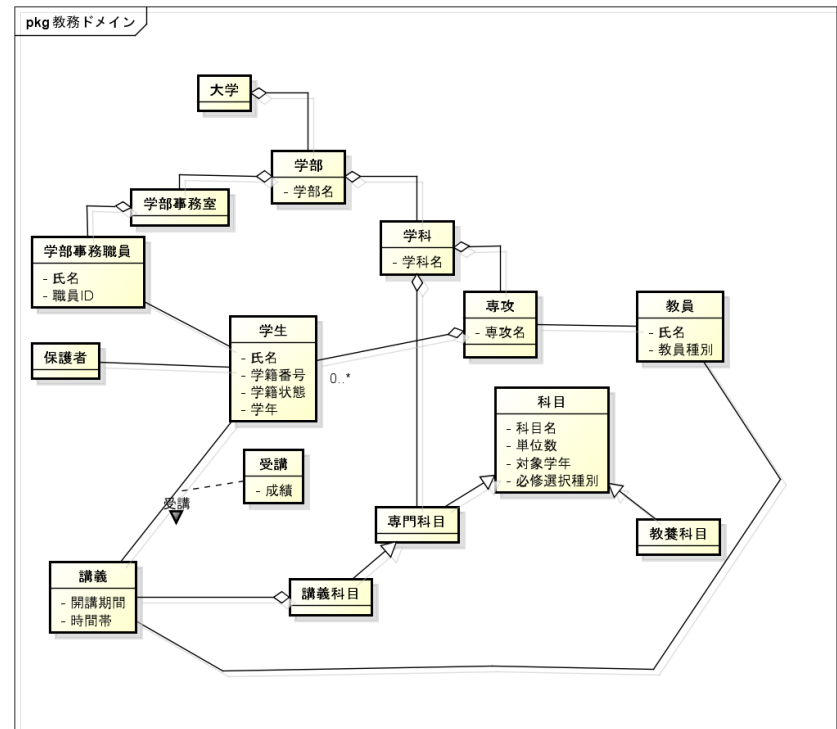 pkg 教務ドメイン
大学
学部
- 学部名
学部事務室
学部事務職員
- 氏名
- 職員ID
学科
- 学科名
専攻
- 専攻名
教員
- 氏名
- 教員種別
学生
- 氏名
- 学籍番号
- 学籍状態
- 学年
保護者
0..*
科目
- 科目名
- 単位数
- 対象学年
- 必修選択種別
受講
- 成績
受講
専門科目
教養科目
講義
- 開講期間
- 時間帯
講義科目